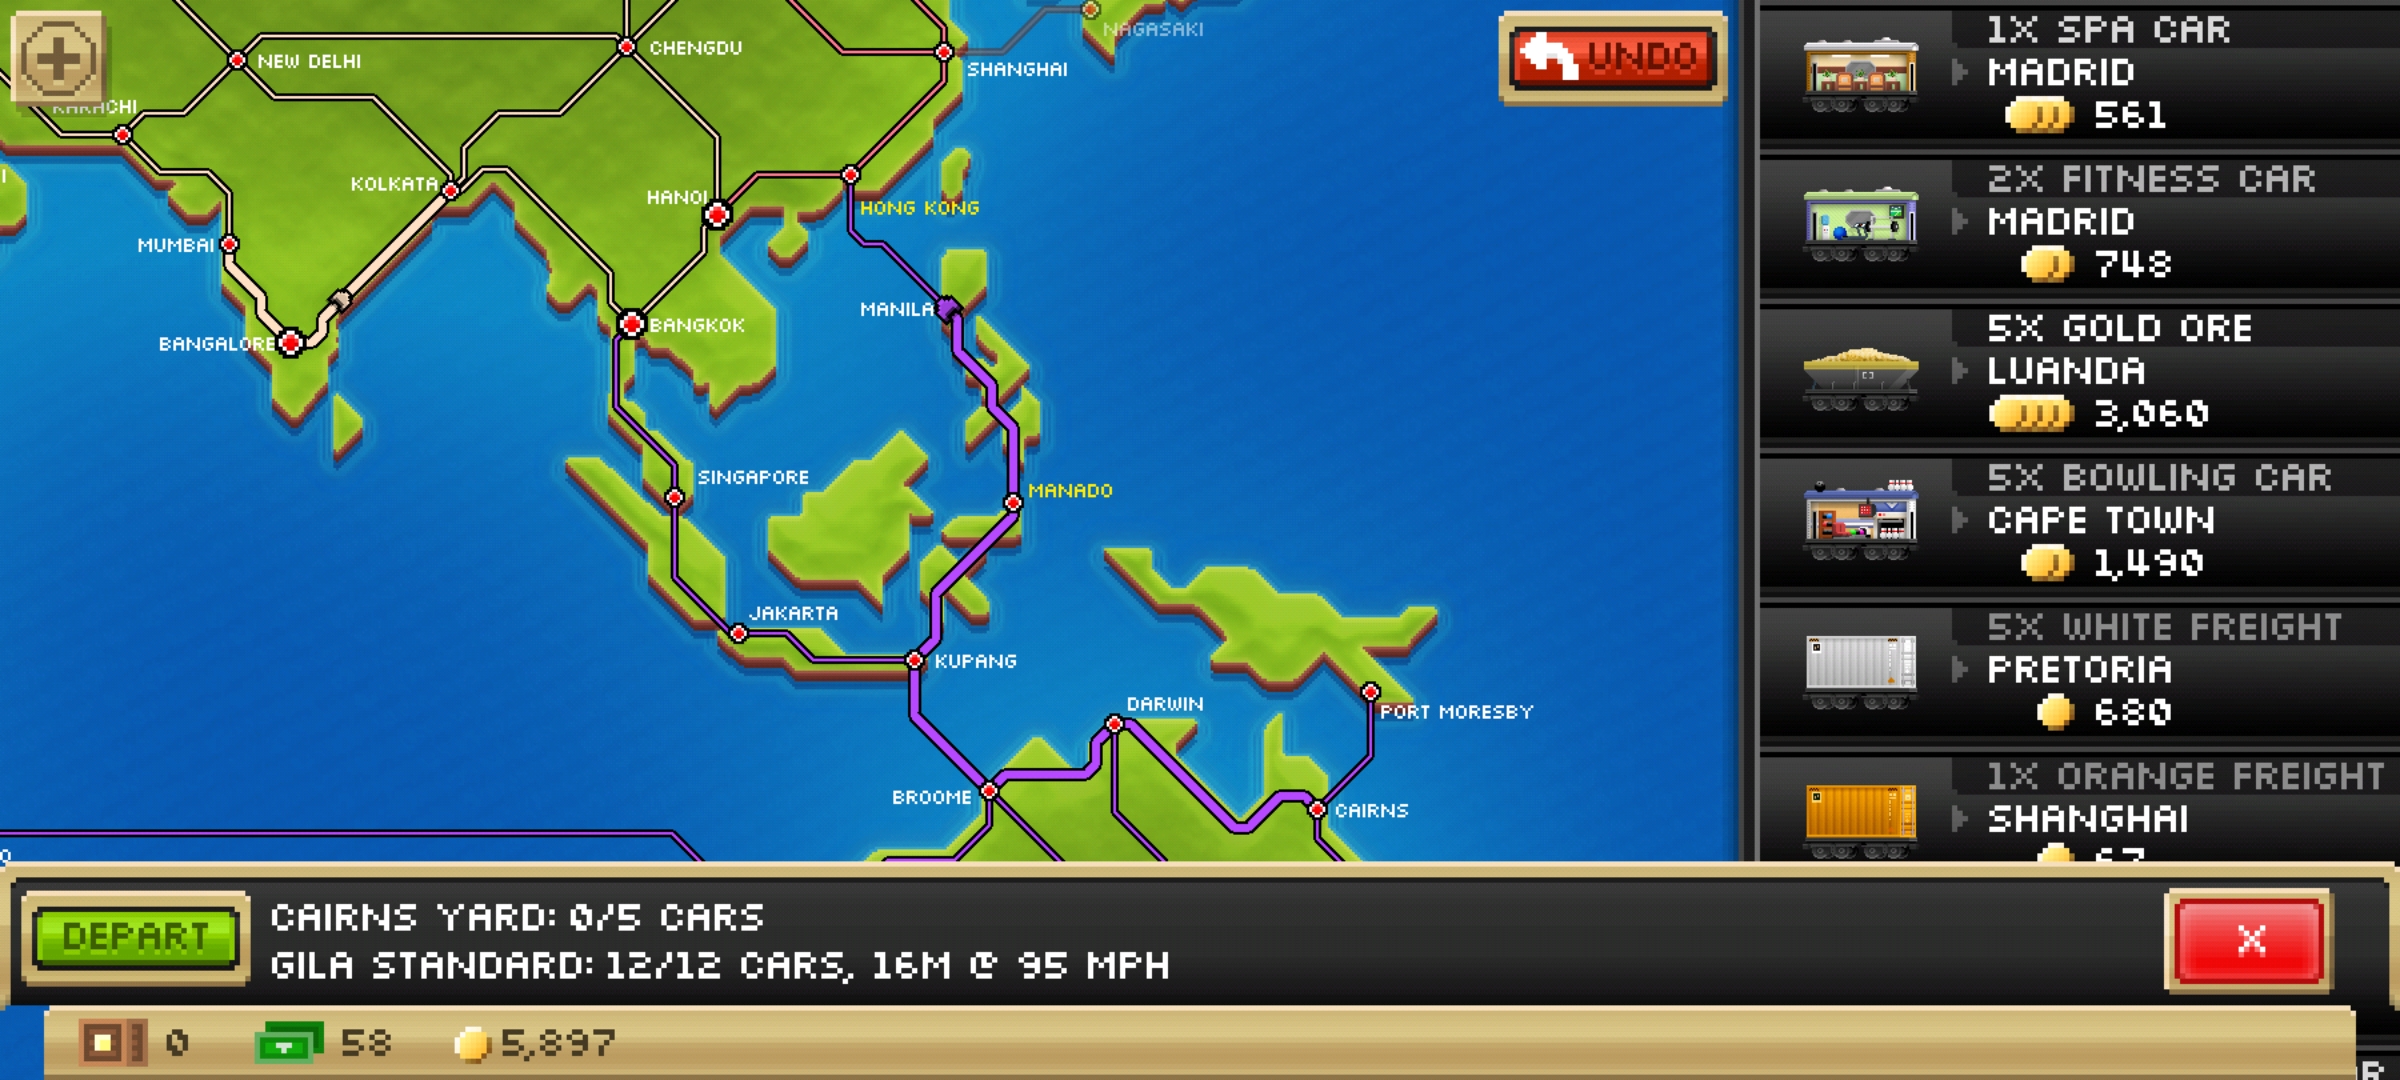 NAGASAKI
NEW DELHI
CHENGDU
SHANGHAI
KARACHI
KOLKATA
HANOI
HONG KONG
MUMBAI
MANILA
BANGALORE
BANGKOK
SINGAPORE
MANADO
JAKARTA
KUPANG
DARWIN
PORT MORESBY
BROOME
CAIRNS
UNDO
1X SPA CAR
MADRID
561
2X FITNESS CAR
MADRID
748
5X GOLD ORE
LUANDA
3,060
5X BOWLING CAR
CAPE TOWN
1,490
5X WHITE FREIGHT
PRETORIA
680
1X ORANGE FREIGHT
SHANGHAI
67
DEPART
CAIRNS YARD: 0/5 CARS
GILA STANDARD: 12/12 CARS, 16M @ 95 MPH
X
0
58
5,897